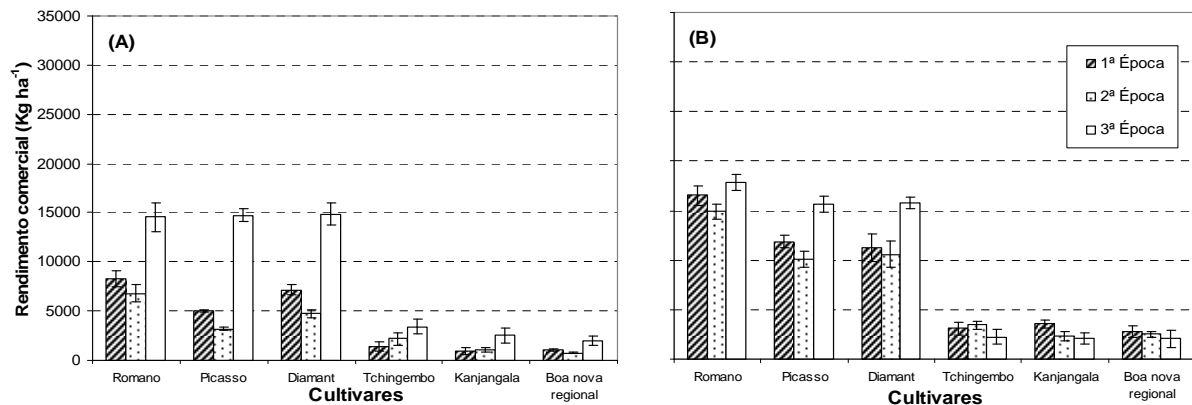 35000
(A)
30000
25000
20000
15000
10000
5000
0
Rendimento comercial (Kg ha⁻¹)
Romano Picasso Diamant Tchingembo Kanjangala Boa nova
regional
Cultivares
(B)
1ª Época
2ª Época
3ª Época
Romano Picasso Diamant Tchingembo Kanjangala Boa nova
regional
Cultivares